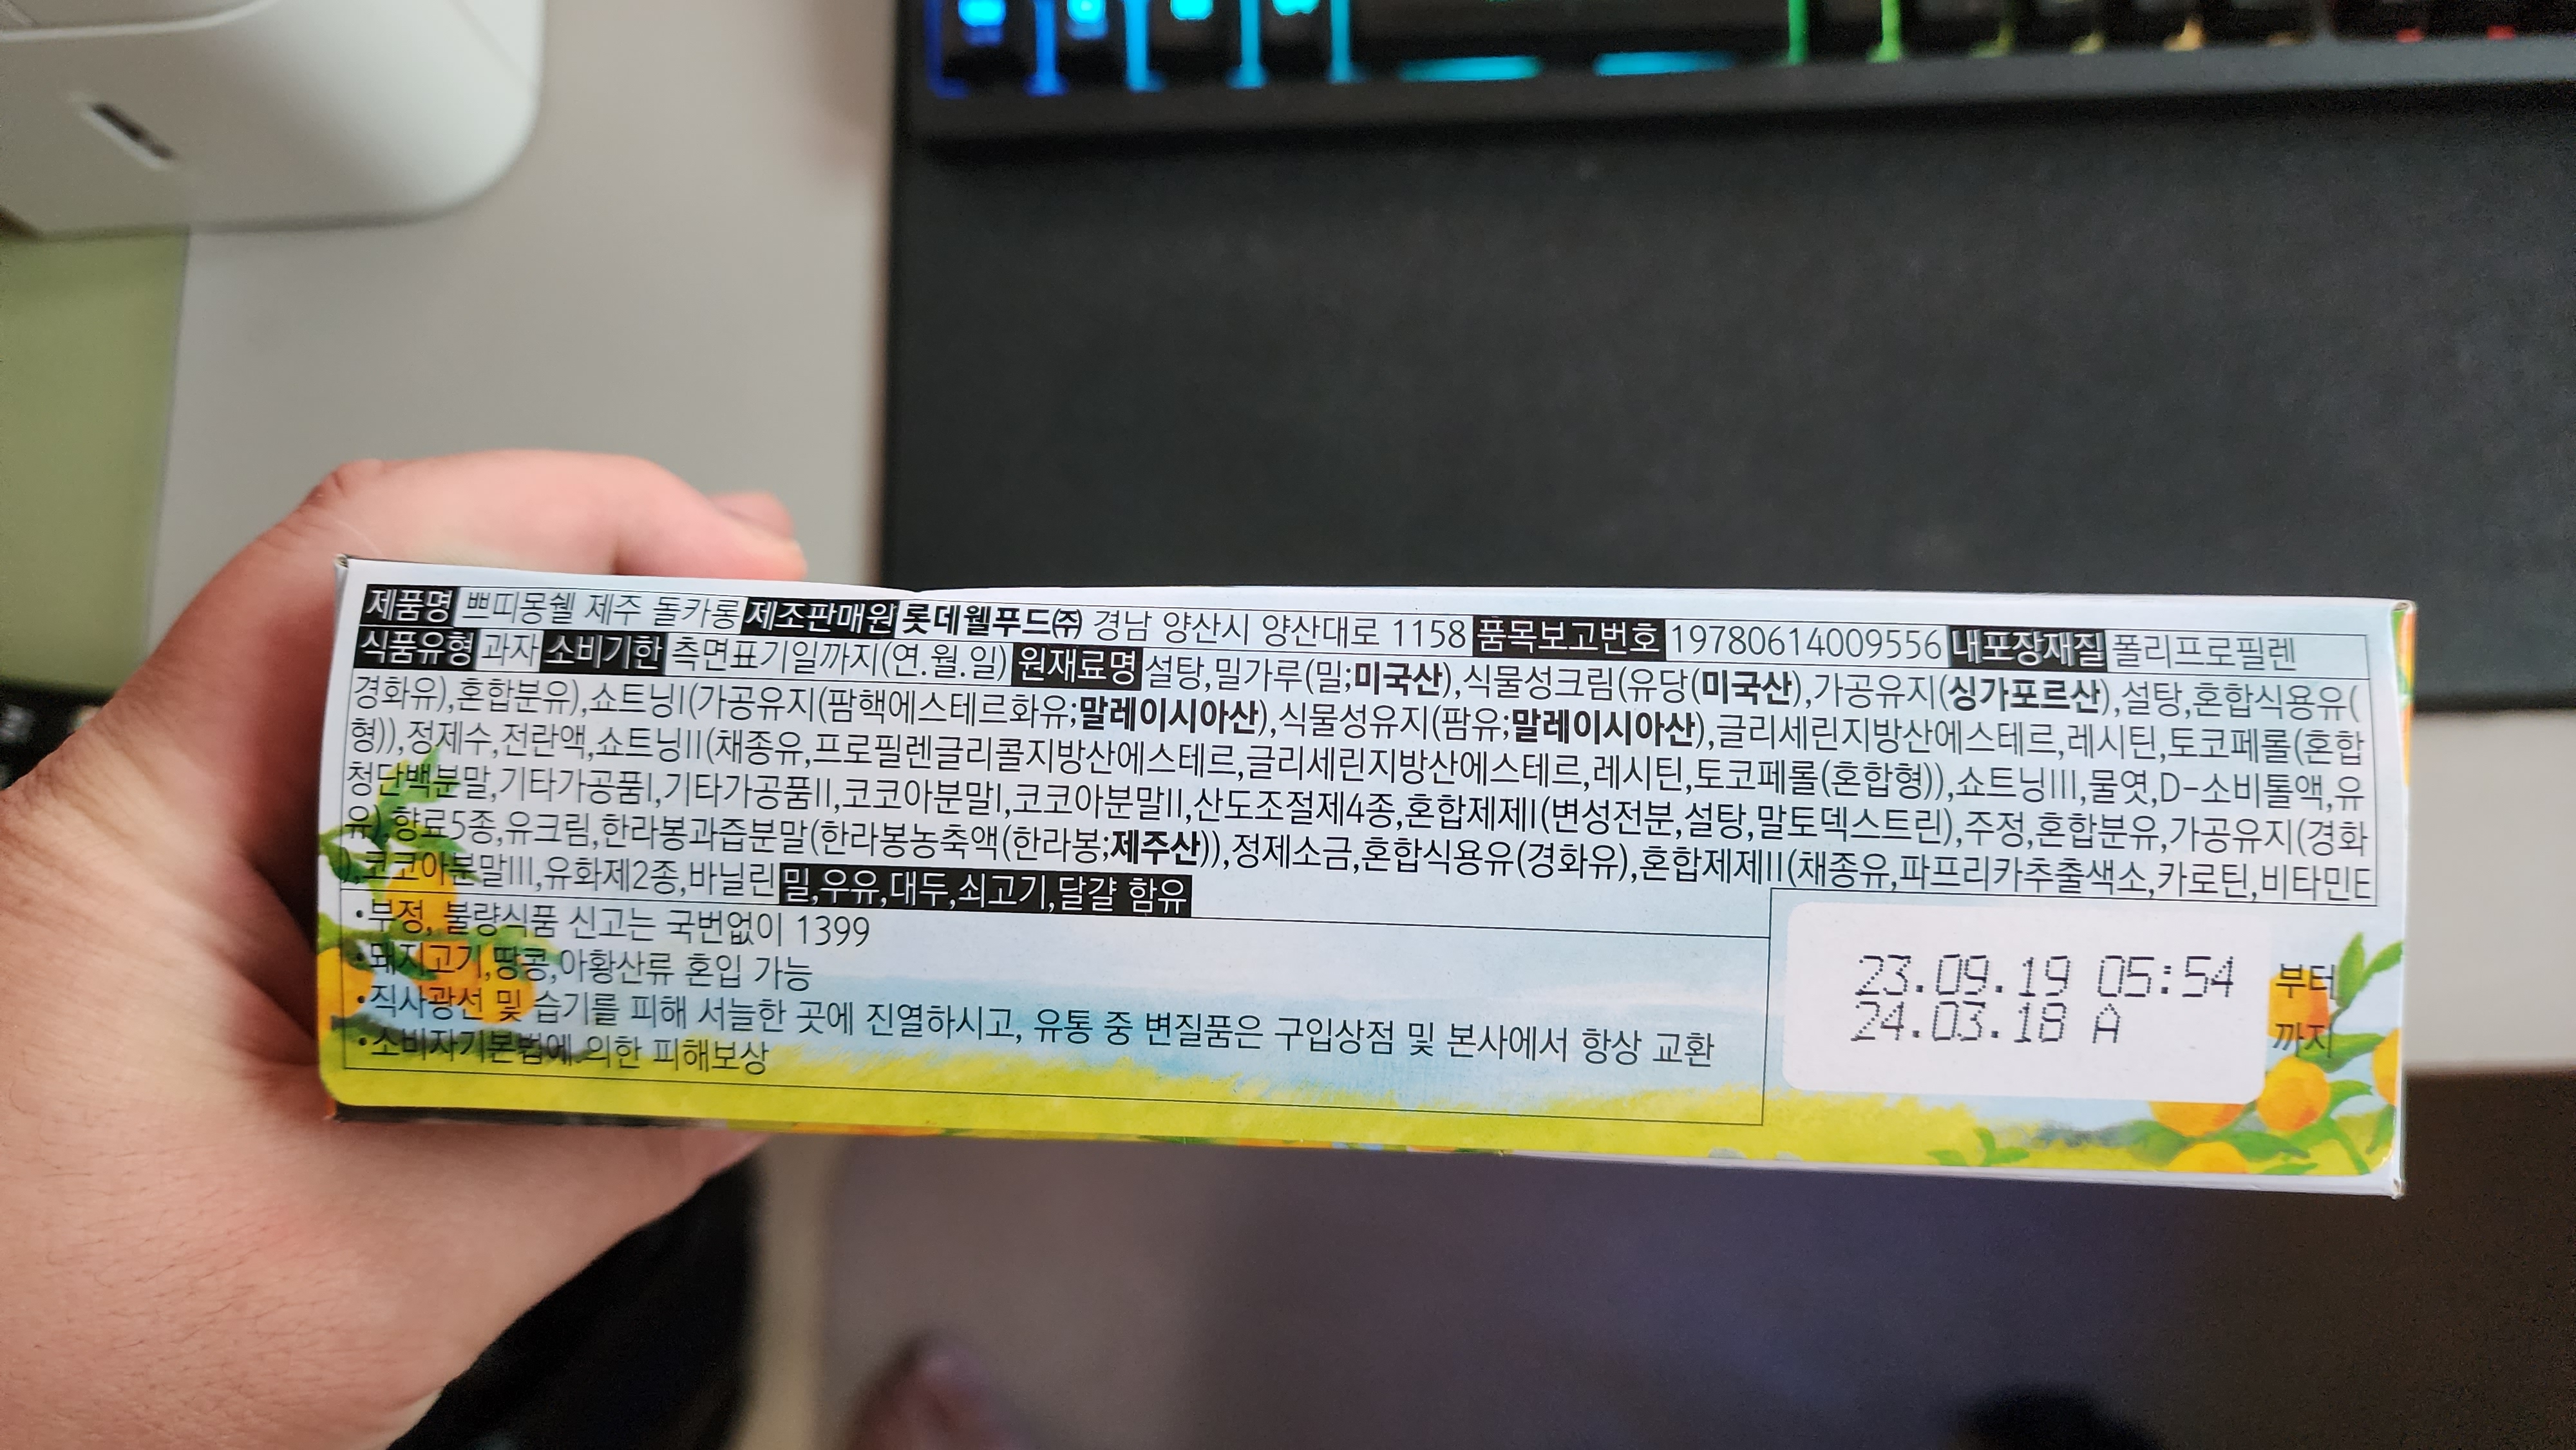 제품명 쁘띠몽쉘 제주 돌카롱 제조판매원 롯데웰푸드㈜ 경남 양산시 양산대로 1158 품목보고번호 19780614009556 내포장재질 폴리프로필렌
식품유형 과자 소비기한 측면표기일까지(연.월.일) 원재료명 설탕,밀가루(밀;미국산),식물성크림(유당(미국산),가공유지(싱가포르산),설탕,혼합식용유(
경화유),혼합분유),쇼트닝I(가공유지(팜핵에스테르화유;말레이시아산),식물성유지(팜유;말레이시아산),글리세린지방산에스테르,레시틴,토코페롤(혼합
형)),정제수,전란액,쇼트닝II(채종유,프로필렌글리콜지방산에스테르,글리세린지방산에스테르,레시틴,토코페롤(혼합형)),쇼트닝III,물엿,D-소비톨액,유
청단백분말,기타가공품I,기타가공품II,코코아분말I,코코아분말II,산도조절제4종,혼합제제I(변성전분,설탕,말토덱스트린),주정,혼합분유,가공유지(경화
유),향료5종,유크림,한라봉과즙분말(한라봉농축액(한라봉;제주산)),정제소금,혼합식용유(경화유),혼합제제II(채종유,파프리카추출색소,카로틴,비타민E
),코코아분말III,유화제2종,바닐린 밀,우유,대두,쇠고기,달걀 함유
•부정, 불량식품 신고는 국번없이 1399
•돼지고기,땅콩,아황산류 혼입 가능
•직사광선 및 습기를 피해 서늘한 곳에 진열하시고, 유통 중 변질품은 구입상점 및 본사에서 항상 교환
•소비자기본법에 의한 피해보상
23.09.19 05:54 부터
24.03.18 A 까지